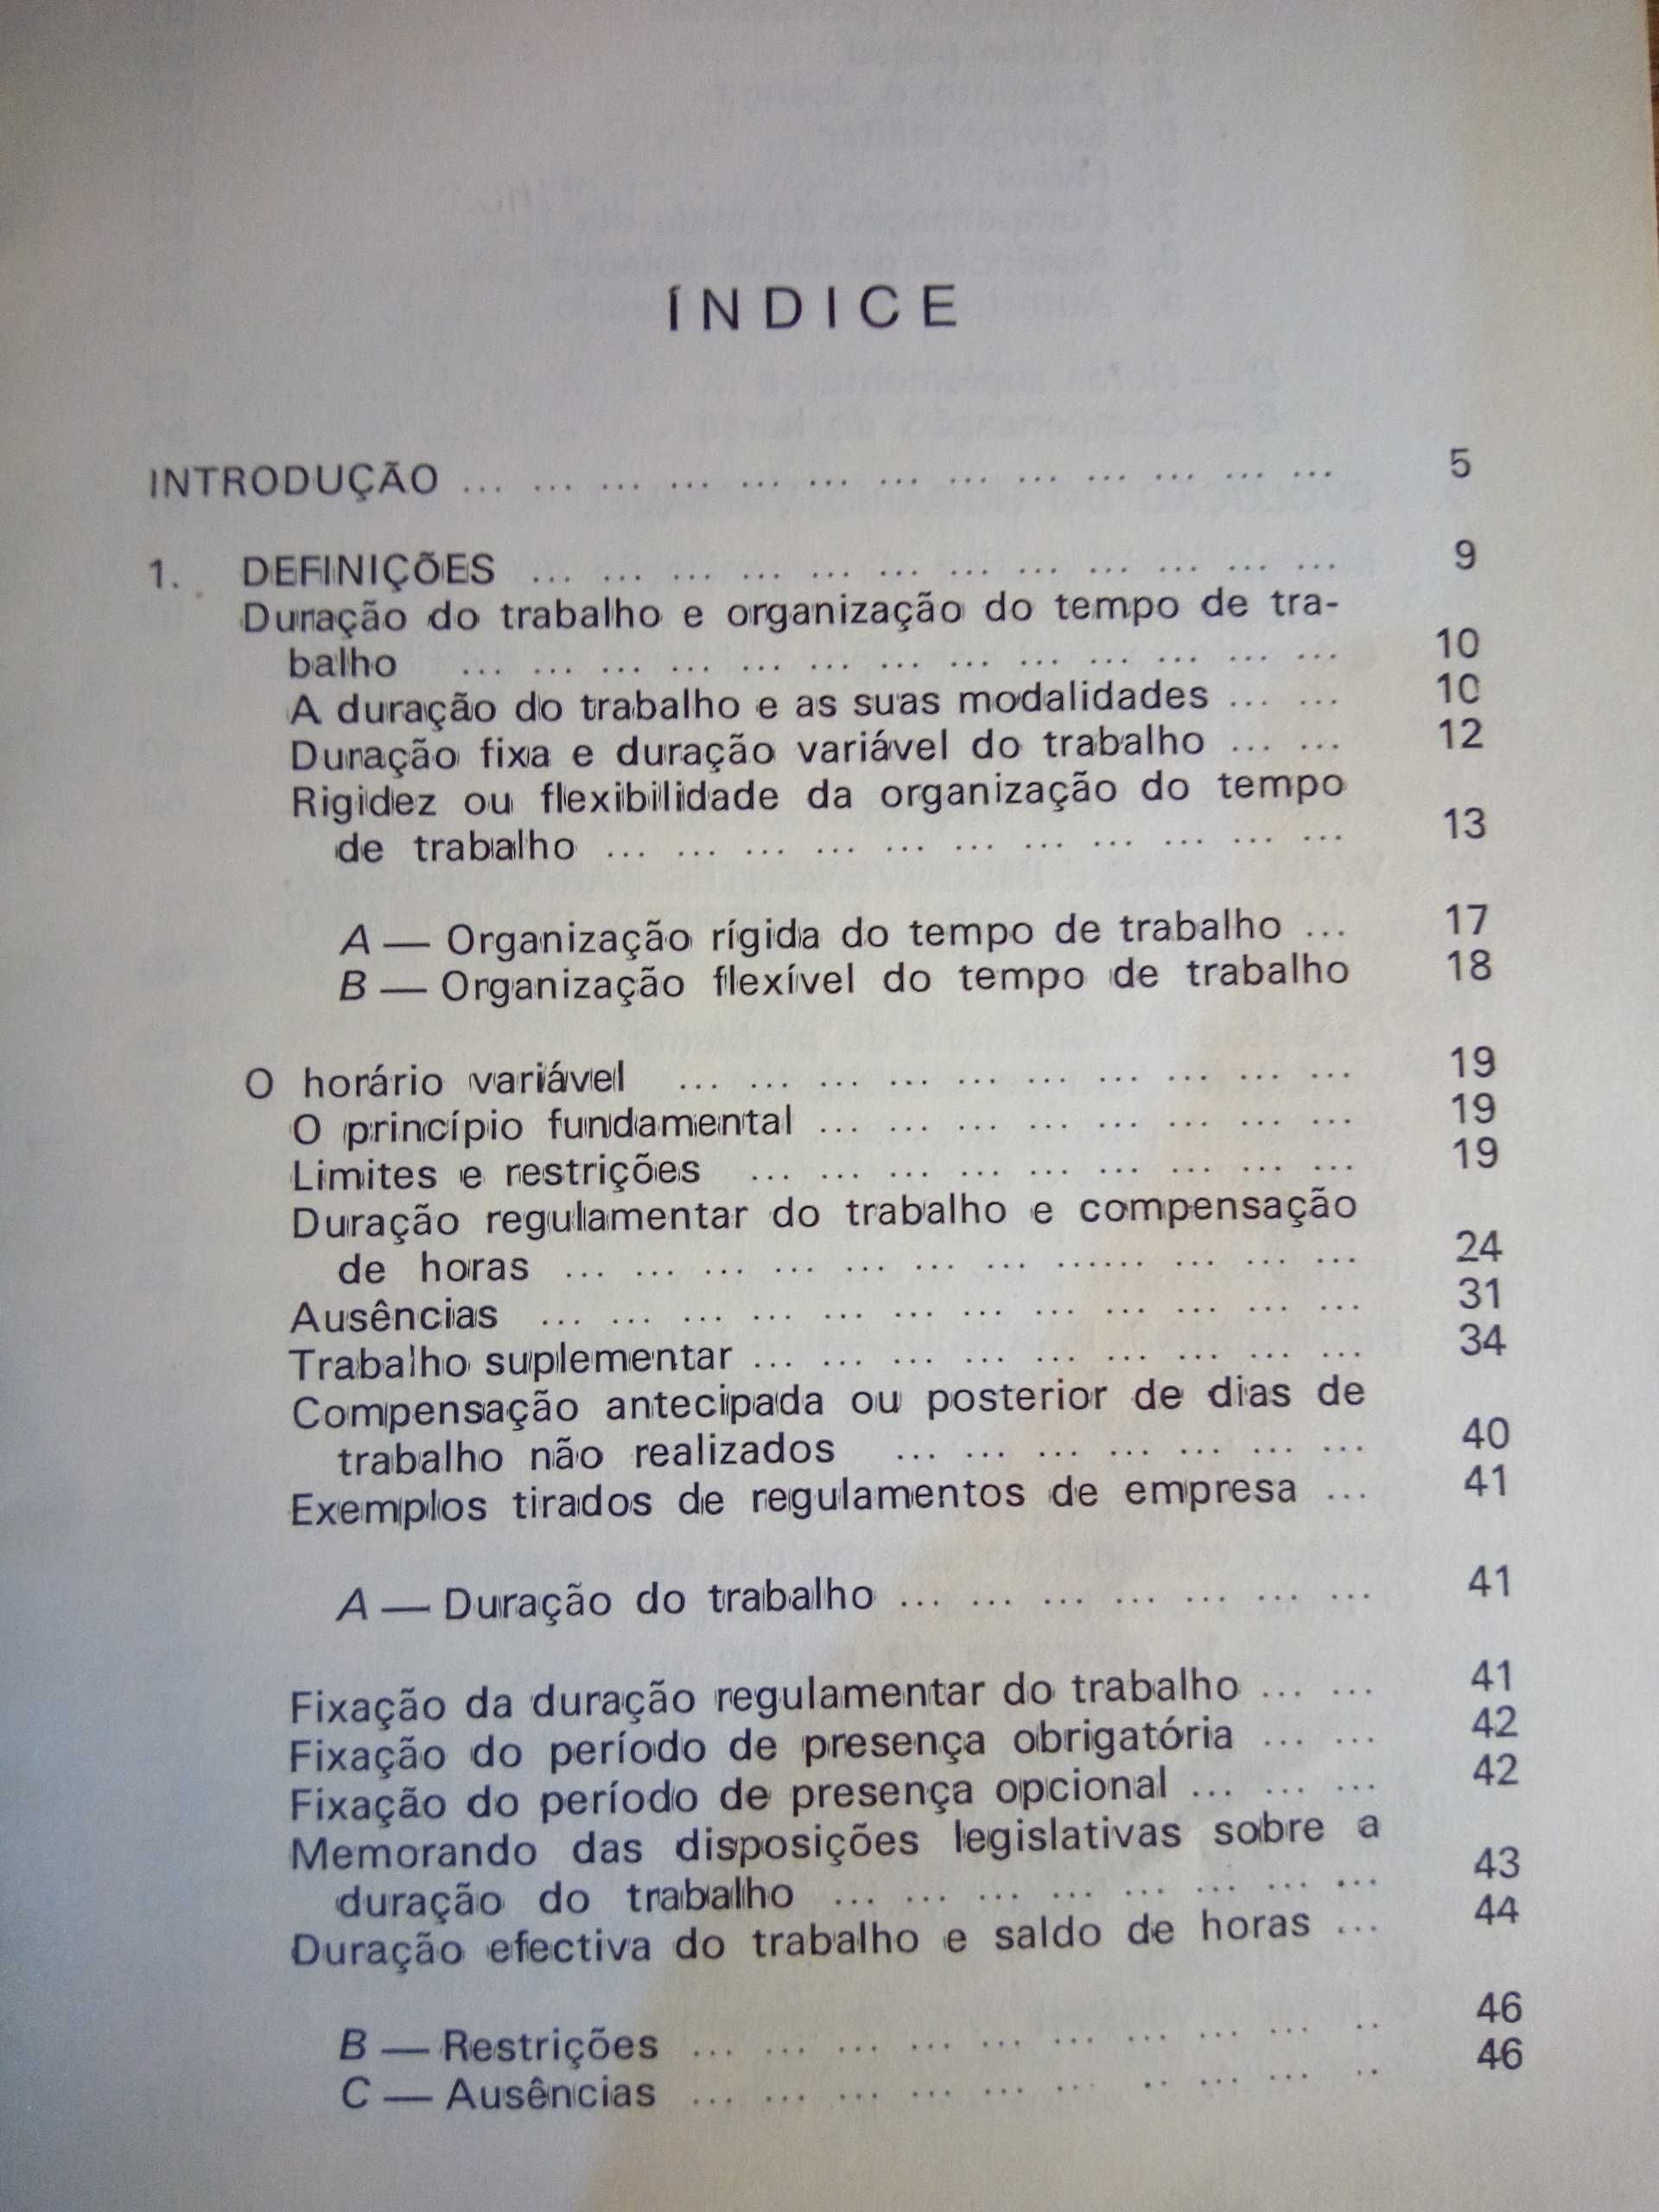 ÍNDICE
INTRODUÇÃO ... ... ... ... ... ... ... ... ... ... ... ... ... 5
1. DEFINIÇÕES ... ... ... ... ... ... ... ... ... ... ... ... 9
Duração do trabalho e organização do tempo de tra-
balho ... ... ... ... ... ... ... ... ... ... ... ... ... 10
A duração do trabalho e as suas modalidades ... ... 10
Duração fixa e duração variável do trabalho ... ... 12
Rigidez ou flexibilidade da organização do tempo
de trabalho ... ... ... ... ... ... ... ... ... ... ... 13
A — Organização rígida do tempo de trabalho ... 17
B — Organização flexível do tempo de trabalho 18
O horário variável ... ... ... ... ... ... ... ... ... ... 19
O princípio fundamental ... ... ... ... ... ... ... ... 19
Limites e restrições ... ... ... ... ... ... ... ... ... 19
Duração regulamentar do trabalho e compensação
de horas ... ... ... ... ... ... ... ...... ... ... ... 24
Ausências ... ... ... ... ... ... ... ... ... ... ... ... 31
Trabalho suplementar ... ... ... ... ... ... ... ... ... 34
Compensação antecipada ou posterior de dias de
trabalho não realizados ... ... ... ... ... ... ... 40
Exemplos tirados de regulamentos de empresa ... 41
A — Duração do trabalho ... ... ... ... ... ... ... 41
Fixação da duração regulamentar do trabalho ... ... 41
Fixação do período de presença obrigatória ... ... 42
Fixação do período de presença opcional ... ... ... 42
Memorando das disposições legislativas sobre a
duração do trabalho ... ... ... ... ... ... ... ... 43
Duração efectiva do trabalho e saldo de horas ... 44
B — Restrições ... ... ... ... ... ... ... ... ... .. 46
C — Ausências ... ... ... ... ... ... .. ... ... .. 46